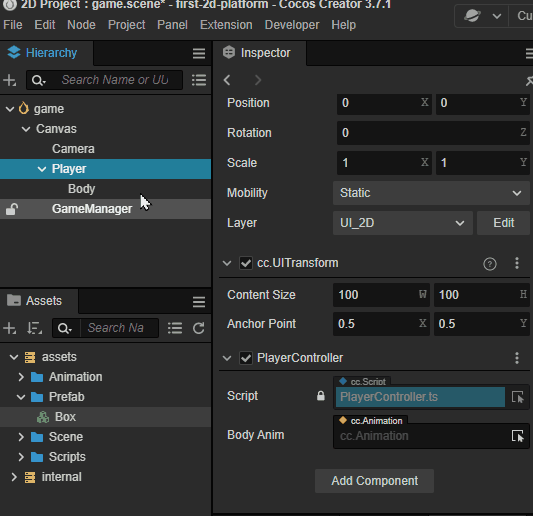 2D Project : game.scene* - first-2d-platform - Cocos Creator 3.7.1
File Edit Node Project Panel Extension Developer Help
Cu
Hierarchy
Search Name or UU
game
Canvas
Camera
Player
Body
GameManager
Assets
Search Na
assets
Animation
Prefab
Box
Scene
Scripts
internal
Inspector
Position 0 X 0 Y
Rotation 0 Z
Scale 1 X 1 Y
Mobility Static
Layer UI_2D Edit
cc.UITransform
Content Size 100 W 100 H
Anchor Point 0.5 X 0.5 Y
PlayerController
cc.Script
Script PlayerController.ts
cc.Animation
Body Anim cc.Animation
Add Component